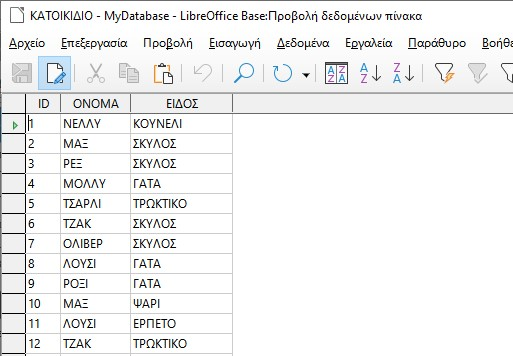 ΚΑΤΟΙΚΙΔΙΟ - MyDatabase - LibreOffice Base:Προβολή δεδομένων πίνακα
Αρχείο Επεξεργασία Προβολή Εισαγωγή Δεδομένα Εργαλεία Παράθυρο Βοήθε
ID ΟΝΟΜΑ ΕΙΔΟΣ
1 ΝΕΛΛΥ ΚΟΥΝΕΛΙ
2 ΜΑΞ ΣΚΥΛΟΣ
3 ΡΕΞ ΣΚΥΛΟΣ
4 ΜΟΛΛΥ ΓΑΤΑ
5 ΤΣΑΡΛΙ ΤΡΩΚΤΙΚΟ
6 ΤΖΑΚ ΣΚΥΛΟΣ
7 ΟΛΙΒΕΡ ΣΚΥΛΟΣ
8 ΛΟΥΣΙ ΓΑΤΑ
9 ΡΟΞΙ ΓΑΤΑ
10 ΜΑΞ ΨΑΡΙ
11 ΛΟΥΣΙ ΕΡΠΕΤΟ
12 ΤΖΑΚ ΤΡΩΚΤΙΚΟ